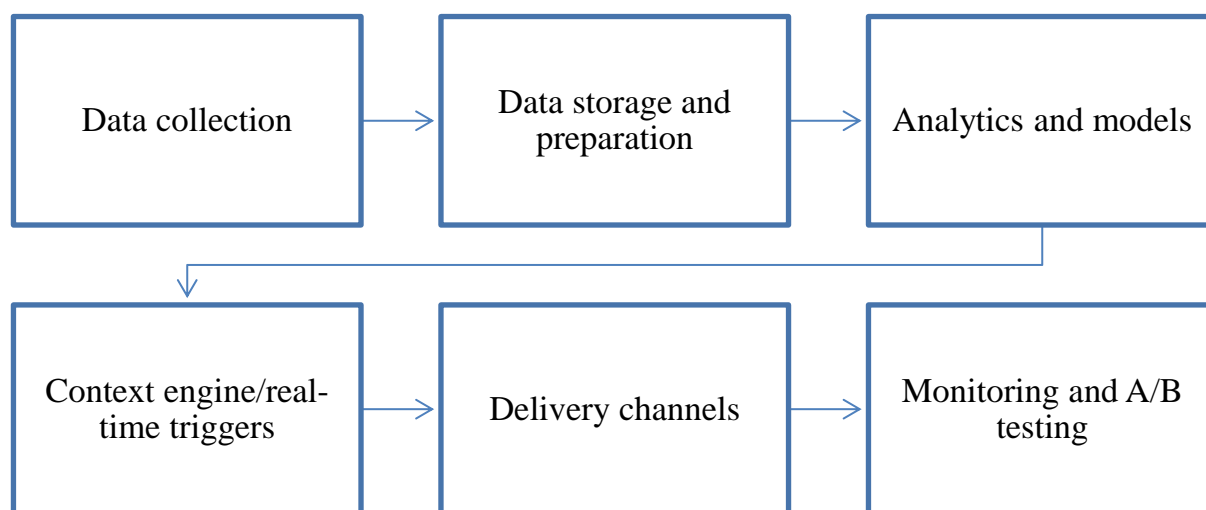 Data collection
Data storage and
preparation
Analytics and models
Context engine/real-
time triggers
Delivery channels
Monitoring and A/B
testing